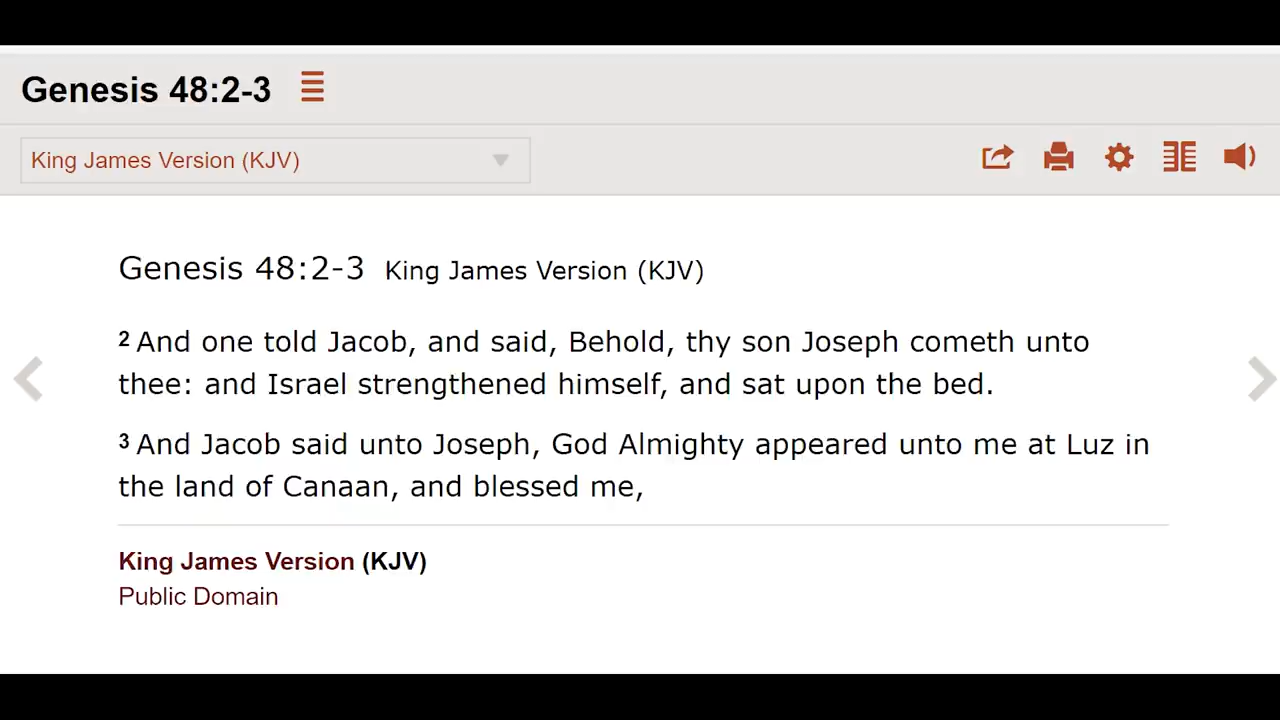 Genesis 48:2-3
King James Version (KJV)
Genesis 48:2-3 King James Version (KJV)
2 And one told Jacob, and said, Behold, thy son Joseph cometh unto
thee: and Israel strengthened himself, and sat upon the bed.
3 And Jacob said unto Joseph, God Almighty appeared unto me at Luz in
the land of Canaan, and blessed me,
King James Version (KJV)
Public Domain